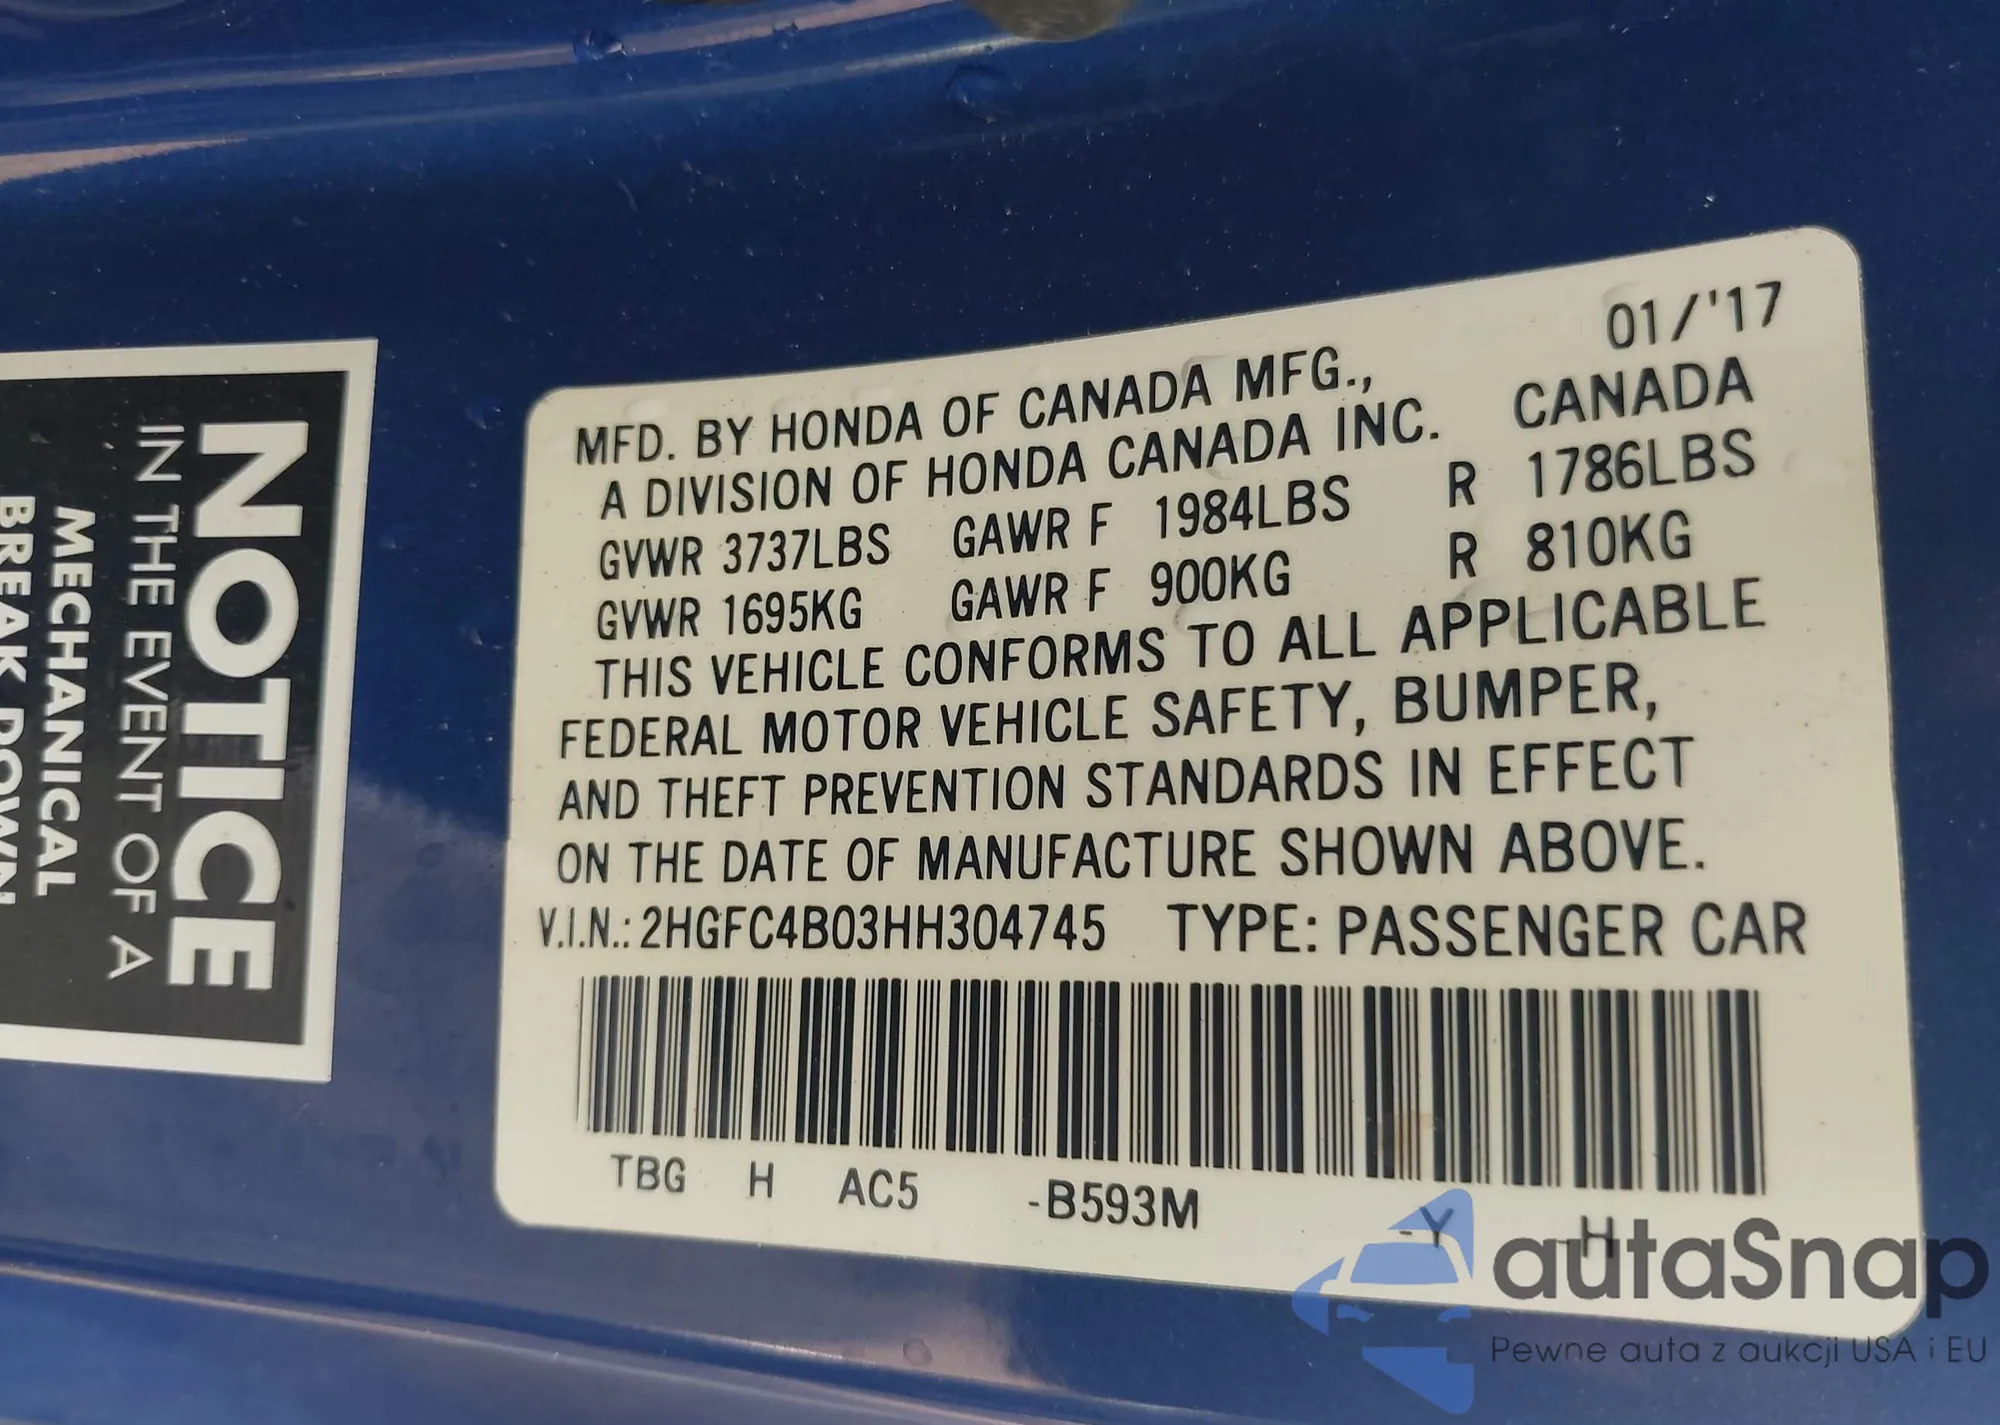 NOTICE
IN THE EVENT OF A
MECHANICAL
BREAK DOWN
01/'17
MFD. BY HONDA OF CANADA MFG.,
A DIVISION OF HONDA CANADA INC. CANADA
GVWR 3737LBS GAWR F 1984LBS R 1786LBS
GVWR 1695KG GAWR F 900KG R 810KG
THIS VEHICLE CONFORMS TO ALL APPLICABLE
FEDERAL MOTOR VEHICLE SAFETY, BUMPER,
AND THEFT PREVENTION STANDARDS IN EFFECT
ON THE DATE OF MANUFACTURE SHOWN ABOVE.
V.I.N.: 2HGFC4B03HH304745 TYPE: PASSENGER CAR
TBG H AC5 -B593M -Y -H
autaSnap
Pewne auta z aukcji USA i EU